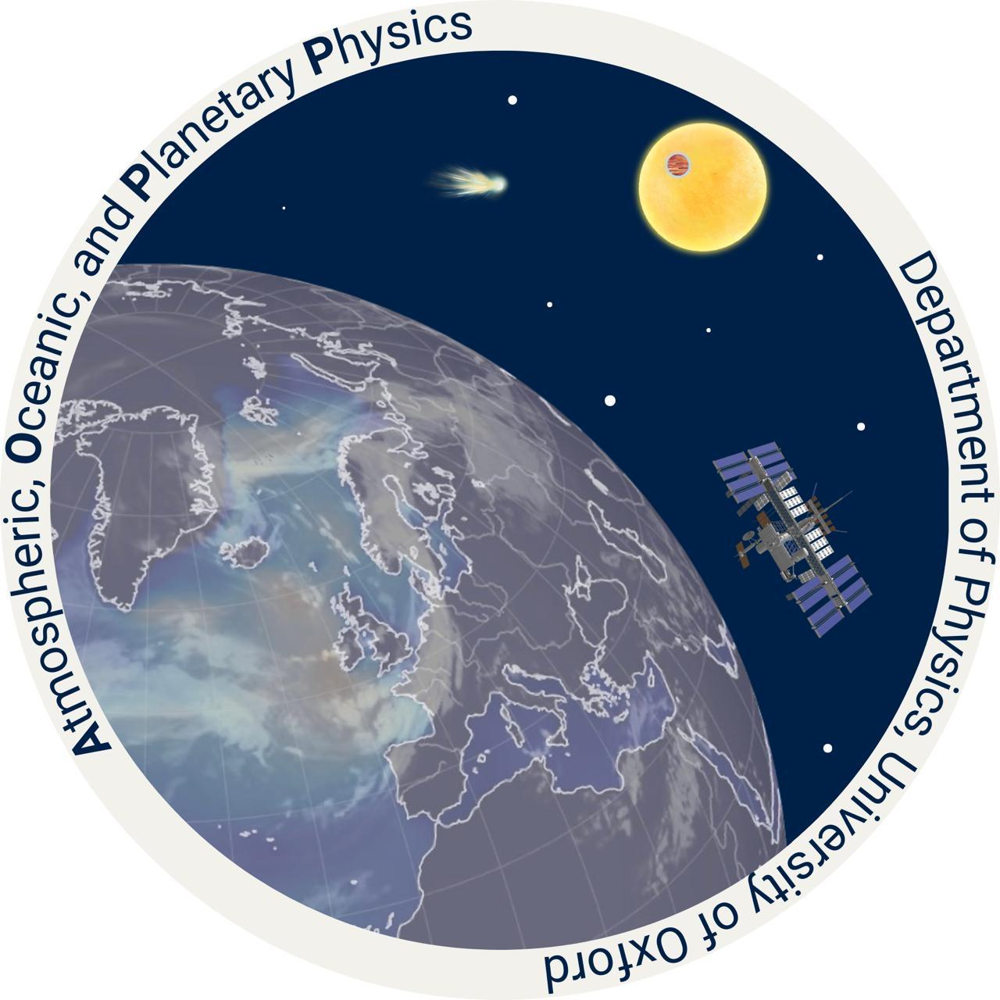 Atmospheric, Oceanic, and Planetary Physics
Department of Physics, University of Oxford